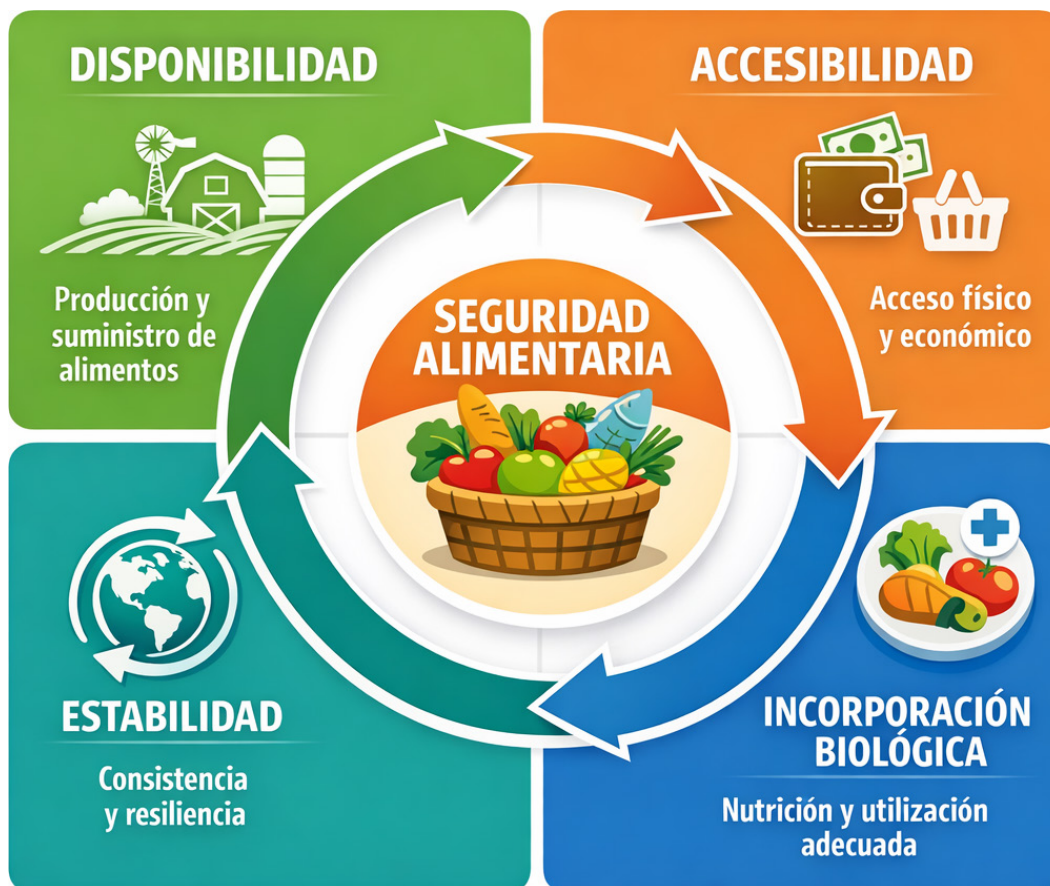 DISPONIBILIDAD
Producción y
suministro de
alimentos
ACCESIBILIDAD
Acceso físico
y económico
SEGURIDAD
ALIMENTARIA
ESTABILIDAD
Consistencia
y resiliencia
INCORPORACIÓN
BIOLÓGICA
Nutrición y utilización
adecuada